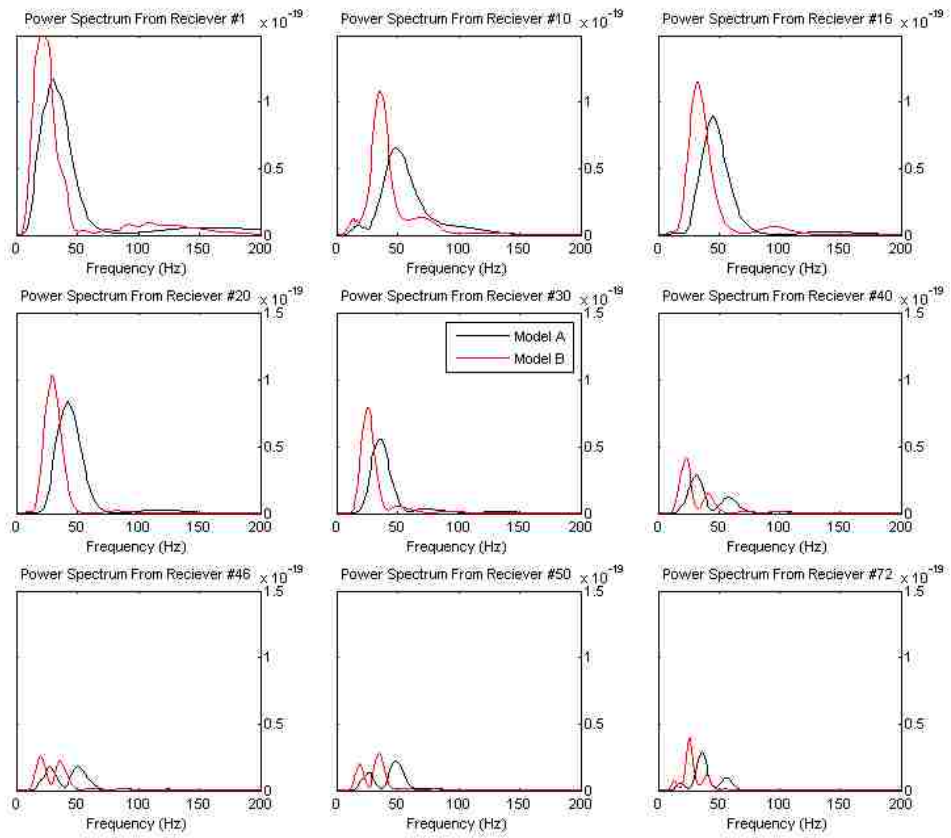 Power Spectrum From Reciever #1 x 10-19
Power Spectrum From Reciever #10 x 10-19
Power Spectrum From Reciever #16 x 10-19
1
0.5
0
0 50 100 150 200
Frequency (Hz)
1
0.5
0
0 50 100 150 200
Frequency (Hz)
1
0.5
0
0 50 100 150 200
Frequency (Hz)
Power Spectrum From Reciever #20 x 10-19
Power Spectrum From Reciever #30 x 10-19
Power Spectrum From Reciever #40 x 10-19
1.5
1
0.5
0
0 50 100 150 200
Frequency (Hz)
1.5
Model A
Model B
1
0.5
0
0 50 100 150 200
Frequency (Hz)
1.5
1
0.5
0
0 50 100 150 200
Frequency (Hz)
Power Spectrum From Reciever #46 x 10-19
Power Spectrum From Reciever #50 x 10-19
Power Spectrum From Reciever #72 x 10-19
1.5
1
0.5
0
0 50 100 150 200
Frequency (Hz)
1.5
1
0.5
0
0 50 100 150 200
Frequency (Hz)
1.5
1
0.5
0
0 50 100 150 200
Frequency (Hz)